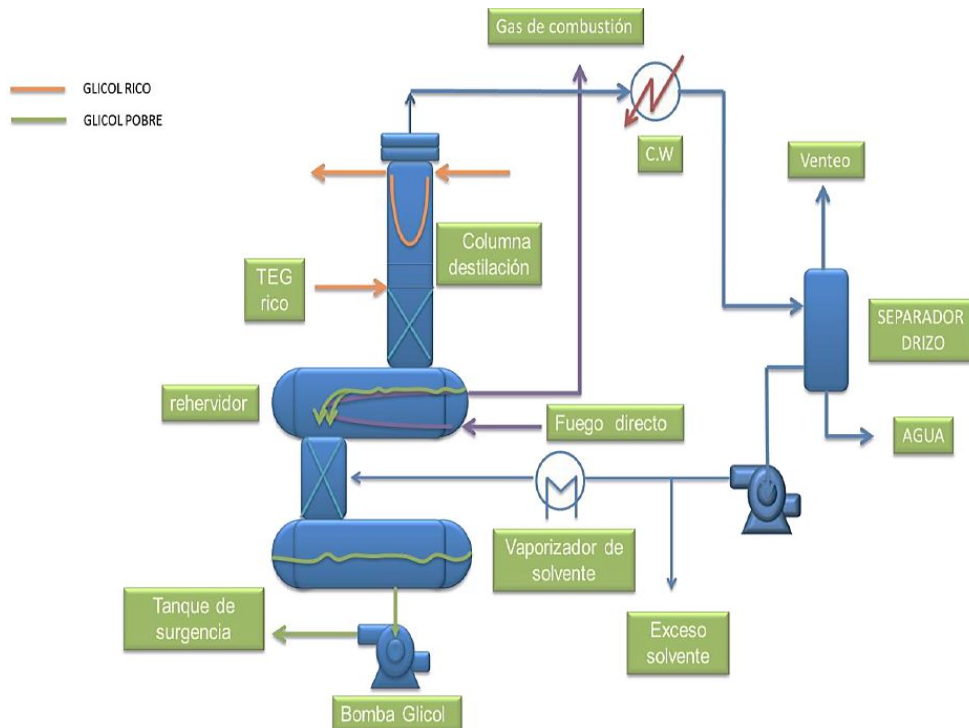 Gas de combustión
GLICOL RICO
GLICOL POBRE
C.W
Venteo
Columna
destilación
TEG
rico
SEPARADOR
DRIZO
rehervidor
Fuego directo
AGUA
Vaporizador de
solvente
Tanque de
surgencia
Exceso
solvente
Bomba Glicol